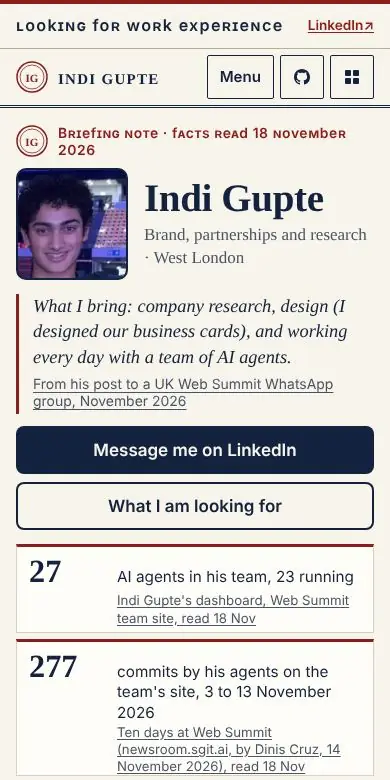 LOOKING FOR WORK EXPERIENCE
LinkedIn↗
IG
INDI GUPTE
Menu
IG
BRIEFING NOTE · FACTS READ 18 NOVEMBER
2026
Indi Gupte
Brand, partnerships and research
· West London
What I bring: company research, design (I
designed our business cards), and working
every day with a team of AI agents.
From his post to a UK Web Summit WhatsApp
group, November 2026
Message me on LinkedIn
What I am looking for
27
AI agents in his team, 23 running
Indi Gupte's dashboard, Web Summit
team site, read 18 Nov
277
commits by his agents on the
team's site, 3 to 13 November
2026
Ten days at Web Summit
(newsroom.sgit.ai, by Dinis Cruz, 14
November 2026), read 18 Nov